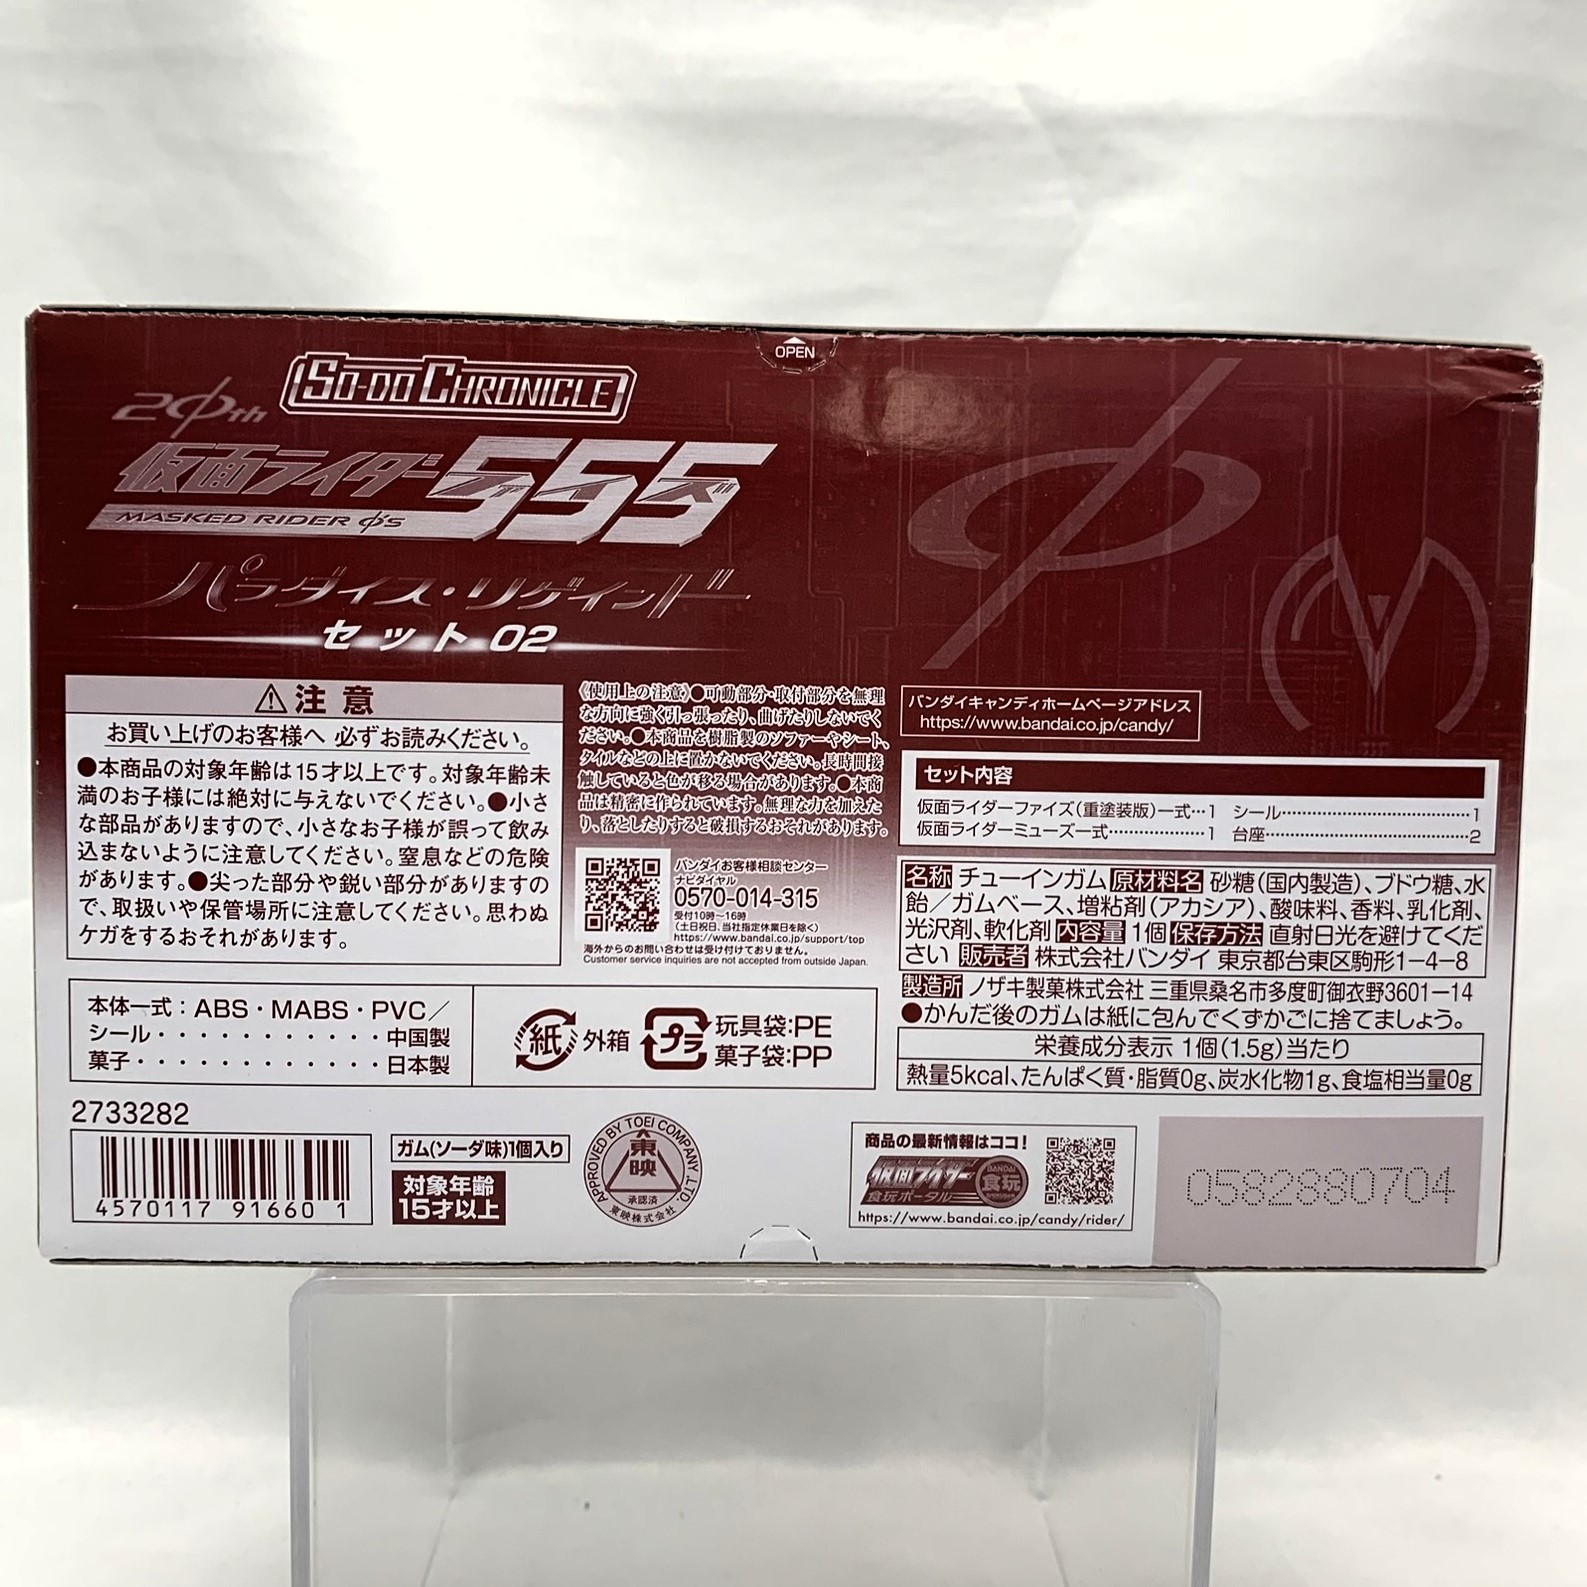 OPEN
SO-DO CHRONICLE
20th
仮面ライダー555
ファイズ
MASKED RIDER φ'S
パラダイス・リゲインド
セット 02
⚠注意
お買い上げのお客様へ 必ずお読みください。
●本商品の対象年齢は15才以上です。対象年齢未
満のお子様には絶対に与えないでください。●小さ
な部品がありますので、小さなお子様が誤って飲み
込まないように注意してください。窒息などの危険
があります。●尖った部分や鋭い部分がありますの
で、取扱いや保管場所に注意してください。思わぬ
ケガをするおそれがあります。
《使用上の注意》●可動部分・取付部分を無理
な方向に強く引っ張ったり、曲げたりしないでく
ださい。●本商品を樹脂製のソファーやシート、
タイルなどの上に置かないでください。長時間接
触していると色が移る場合があります。●本商
品は精密に作られています。無理な力を加えた
り、落としたりすると破損するおそれがあります。
バンダイお客様相談センター
ナビダイヤル
0570-014-315
受付10時〜16時
(土日祝日、当社指定休業日を除く)
https://www.bandai.co.jp/support/top
海外からのお問い合わせは受け付けておりません。
Customer service inquiries are not accepted from outside Japan.
バンダイキャンディホームページアドレス
https://www.bandai.co.jp/candy/
セット内容
仮面ライダーファイズ(重塗装版)一式…1 シール…………………………1
仮面ライダーミューズ一式……………1 台座……………………………2
名称 チューインガム 原材料名 砂糖(国内製造)、ブドウ糖、水
飴／ガムベース、増粘剤(アカシア)、酸味料、香料、乳化剤、
光沢剤、軟化剤 内容量 1個 保存方法 直射日光を避けてくだ
さい 販売者 株式会社バンダイ 東京都台東区駒形1−4−8
製造所 ノザキ製菓株式会社 三重県桑名市多度町御衣野3601−14
●かんだ後のガムは紙に包んでくずかごに捨てましょう。
栄養成分表示 1個(1.5g)当たり
熱量5kcal、たんぱく質・脂質0g、炭水化物1g、食塩相当量0g
本体一式：ABS・MABS・PVC／
シール・・・・・・・・・・・中国製
菓子・・・・・・・・・・・・日本製
紙 外箱
プラ 玩具袋:PE
菓子袋:PP
2733282
4570117 91660 1
ガム(ソーダ味)1個入り
対象年齢
15才以上
APPROVED BY TOEI COMPANY, LTD.
東映
承認済
東映株式会社
商品の最新情報はココ！
仮面ライダー
食玩ポータル
BANDAI
食玩
https://www.bandai.co.jp/candy/rider/
0582880704